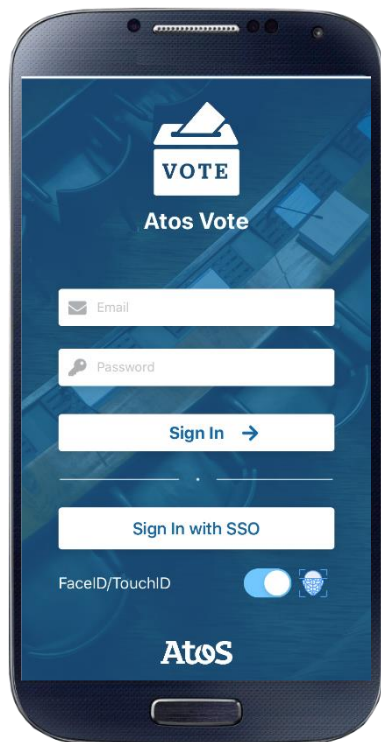 VOTE
Atos Vote
Email
Password
Sign In
Sign In with SSO
FaceID/TouchID
Atos